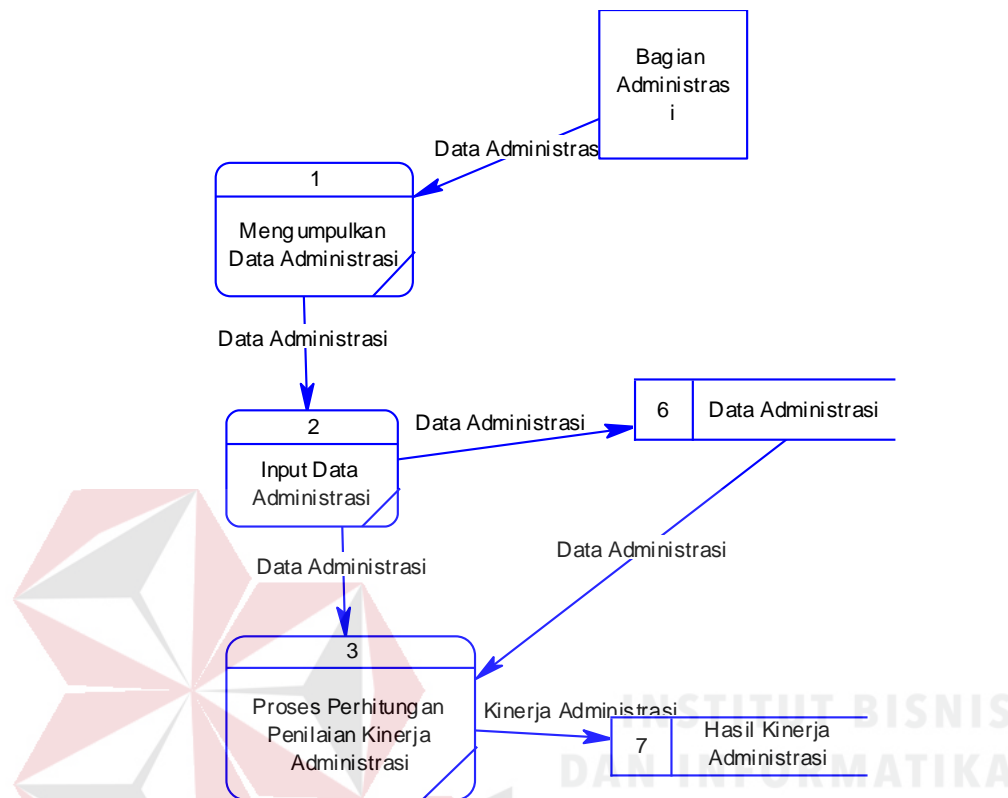 Bagian
Administras
i
Data Administras
1
Mengumpulkan
Data Administrasi
Data Administrasi
2
Input Data
Administrasi
Data Administrasi
6
Data Administrasi
Data Administrasi
Data Administrasi
3
Proses Perhitungan
Penilaian Kinerja
Administrasi
Kinerja Administrasi
7
Hasil Kinerja
Administrasi
INSTITUT BISNIS
DAN INFORMATIKA